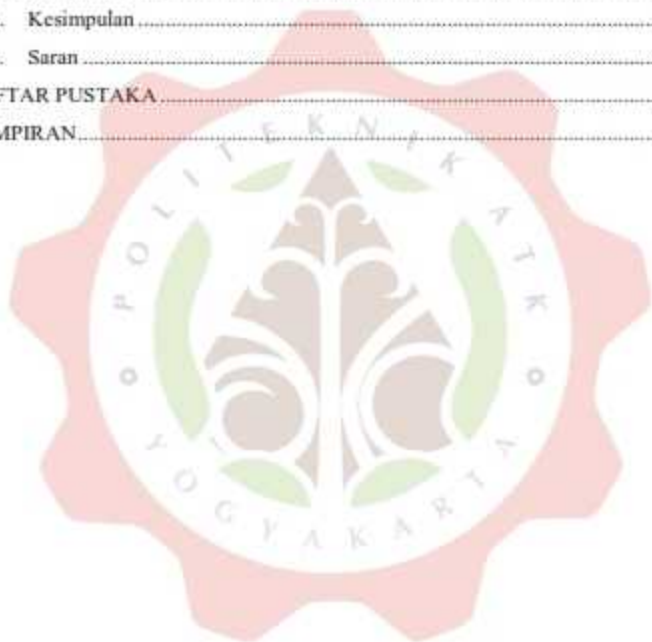 . Kesimpulan........................................................................................
. Saran........................................................................................
FTAR PUSTAKA........................................................................................
MPIRAN........................................................................................
POLITEKNIK ATK
YOGYAKARTA